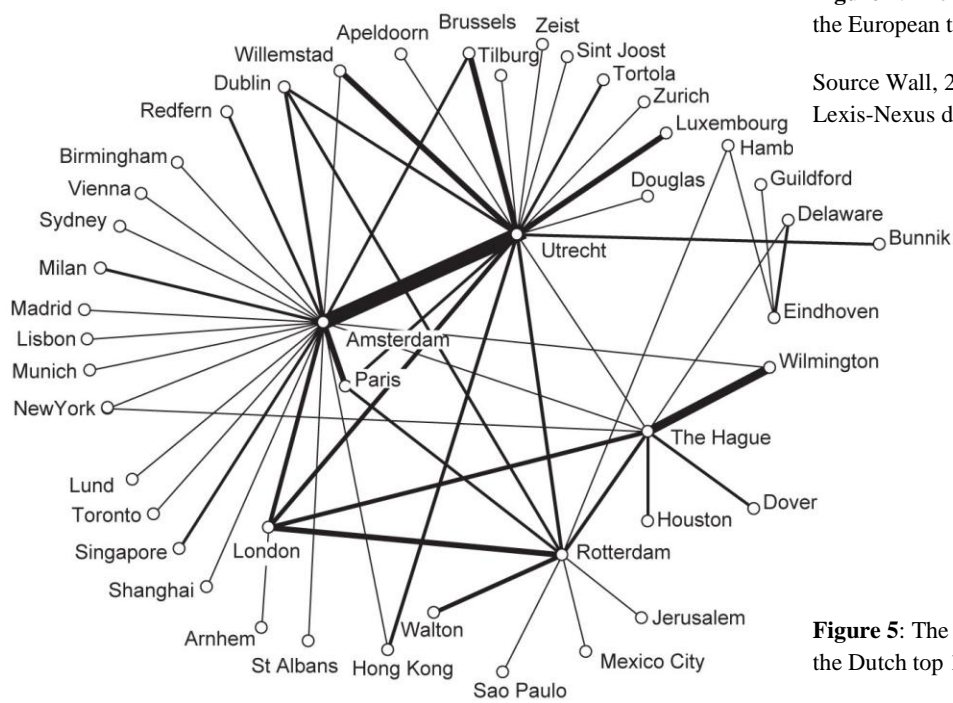 the European t
Source Wall, 2
Lexis-Nexus d
Brussels
Zeist
Apeldoorn
Willemstad
Tilburg
Sint Joost
Dublin
Tortola
Redfern
Zurich
Luxembourg
Birmingham
Hamb
Vienna
Douglas
Guildford
Sydney
Delaware
Utrecht
Bunnik
Milan
Madrid
Eindhoven
Lisbon
Amsterdam
Munich
Paris
Wilmington
NewYork
The Hague
Lund
Toronto
Houston
Dover
Singapore
London
Rotterdam
Shanghai
Jerusalem
Arnhem
Walton
St Albans
Hong Kong
Mexico City
Sao Paulo
Figure 5: The
the Dutch top 1